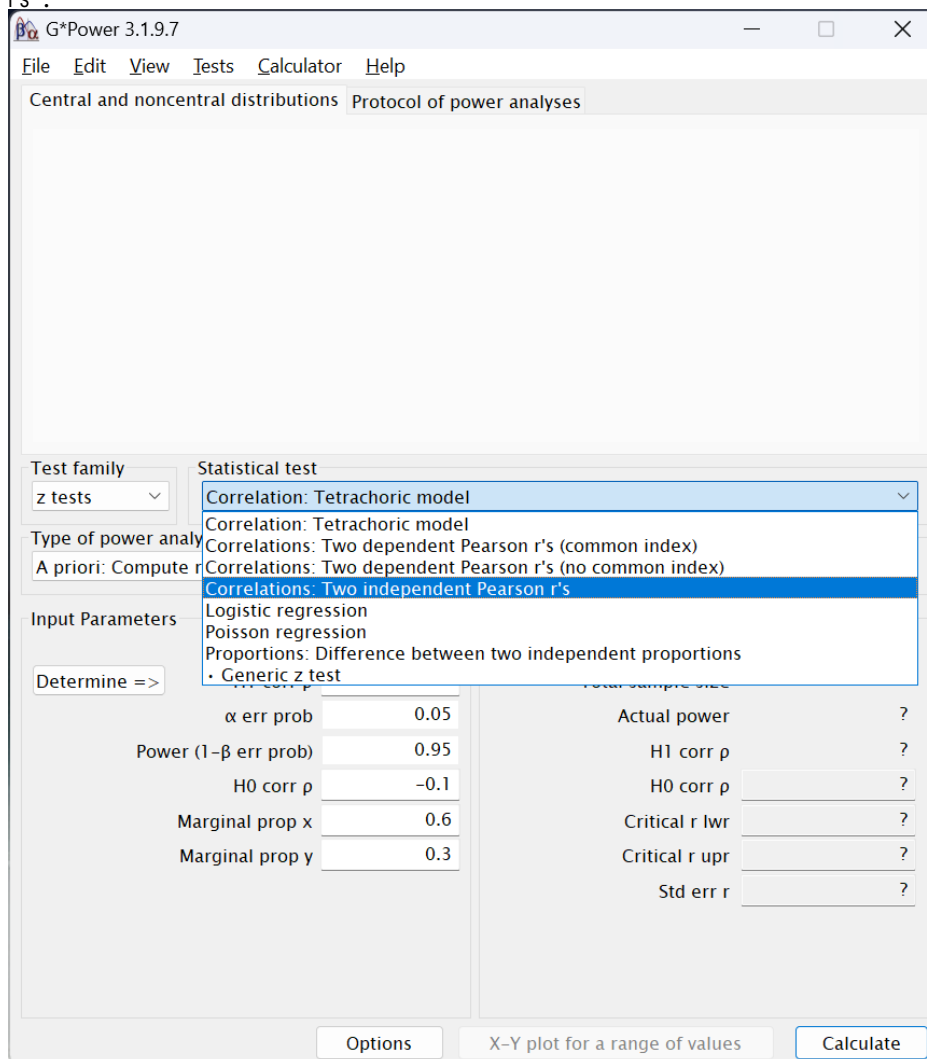 rs .
G*Power 3.1.9.7
File Edit View Tests Calculator Help
Central and noncentral distributions Protocol of power analyses
Test family Statistical test
z tests Correlation: Tetrachoric model
Correlation: Tetrachoric model
Type of power analy
Correlations: Two dependent Pearson r's (common index)
A priori: Compute r
Correlations: Two dependent Pearson r's (no common index)
Correlations: Two independent Pearson r's
Logistic regression
Input Parameters
Poisson regression
Proportions: Difference between two independent proportions
Determine =>
• Generic z test
α err prob 0.05 Actual power ?
Power (1-β err prob) 0.95 H1 corr ρ ?
H0 corr ρ -0.1 H0 corr ρ ?
Marginal prop x 0.6 Critical r lwr ?
Marginal prop y 0.3 Critical r upr ?
Std err r ?
Options X-Y plot for a range of values Calculate